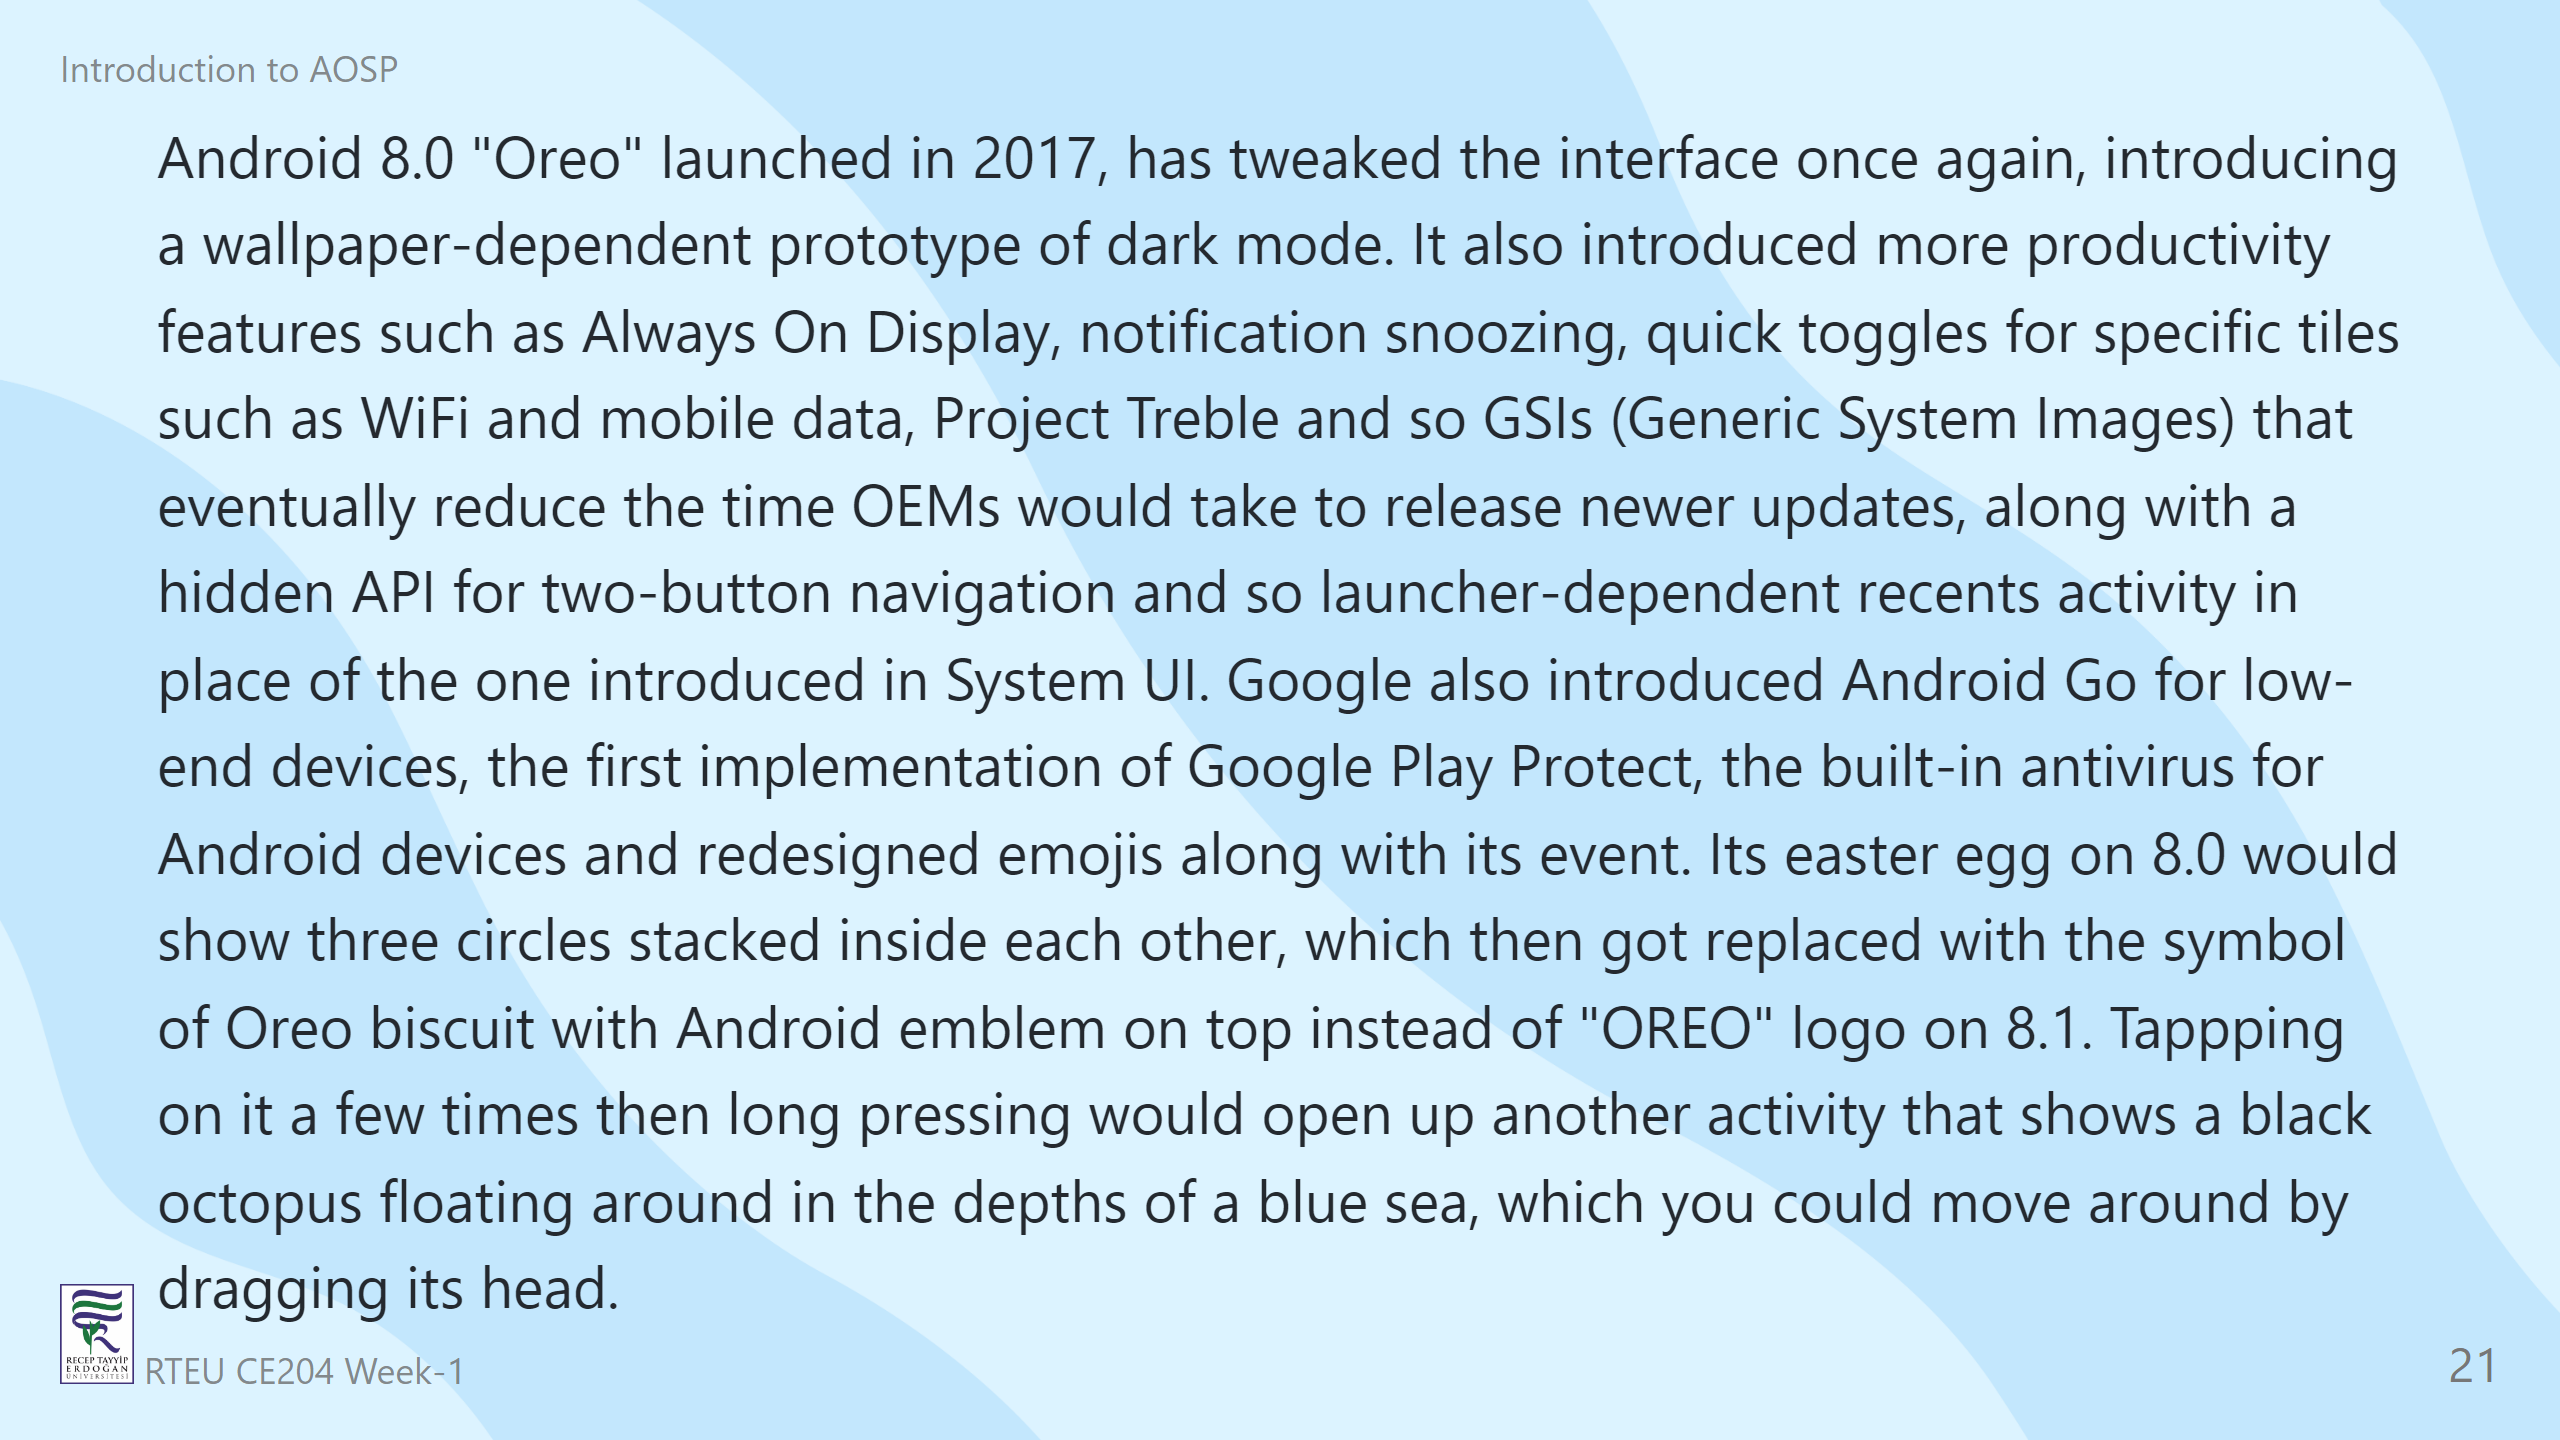 Introduction to AOSP
Android 8.0 "Oreo" launched in 2017, has tweaked the interface once again, introducing
a wallpaper-dependent prototype of dark mode. It also introduced more productivity
features such as Always On Display, notification snoozing, quick toggles for specific tiles
such as WiFi and mobile data, Project Treble and so GSIs (Generic System Images) that
eventually reduce the time OEMs would take to release newer updates, along with a
hidden API for two-button navigation and so launcher-dependent recents activity in
place of the one introduced in System UI. Google also introduced Android Go for low-
end devices, the first implementation of Google Play Protect, the built-in antivirus for
Android devices and redesigned emojis along with its event. Its easter egg on 8.0 would
show three circles stacked inside each other, which then got replaced with the symbol
of Oreo biscuit with Android emblem on top instead of "OREO" logo on 8.1. Tappping
on it a few times then long pressing would open up another activity that shows a black
octopus floating around in the depths of a blue sea, which you could move around by
dragging its head.
RECEP TAYYİP
ERDOĞAN
ÜNİVERSİTESİ
RTEU CE204 Week-1
21